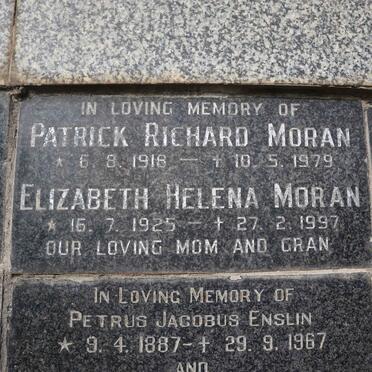 IN LOVING MEMORY OF
PATRICK RICHARD MORAN
* 6. 8. 1918 — † 10. 5. 1979
ELIZABETH HELENA MORAN
* 16. 7. 1925 — † 27. 2. 1997
OUR LOVING MOM AND GRAN
IN LOVING MEMORY OF
PETRUS JACOBUS ENSLIN
★ 9. 4. 1887 - † 29. 9. 1967
AND